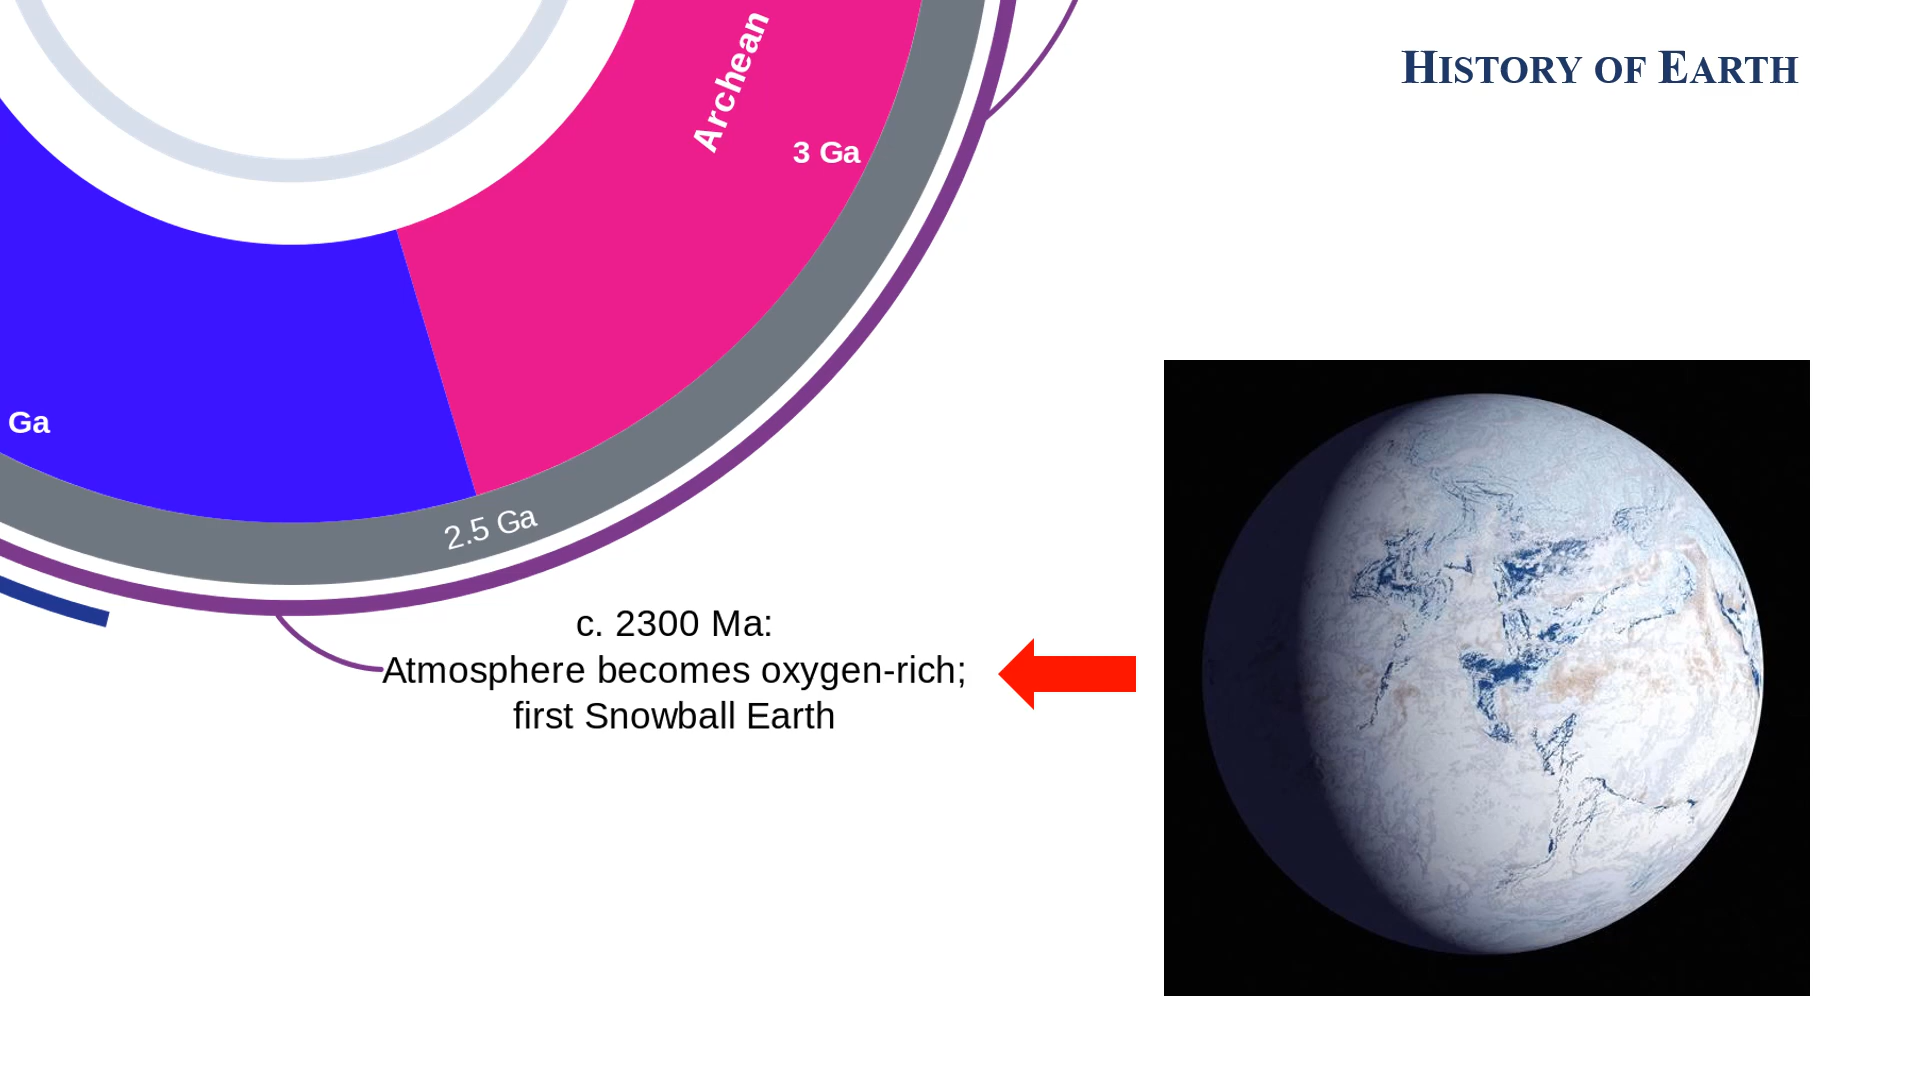 HISTORY OF EARTH
Archean
3 Ga
Ga
2.5 Ga
c. 2300 Ma:
Atmosphere becomes oxygen-rich;
first Snowball Earth